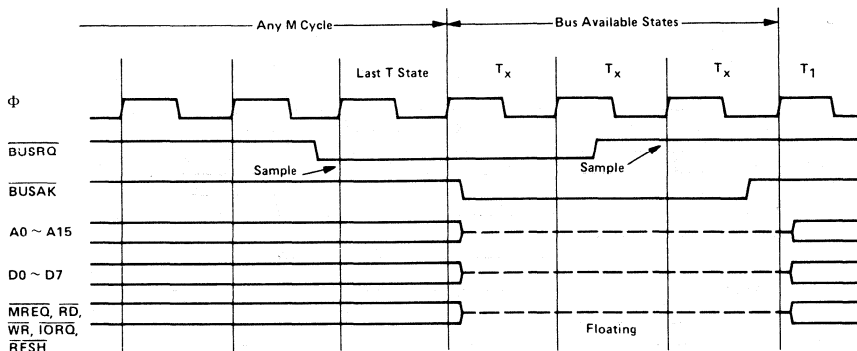 Any M Cycle
Bus Available States
Last T State
Tx
Tx
Tx
T1
Φ
BUSRQ
Sample
Sample
BUSAK
A0 ~ A15
D0 ~ D7
MREQ, RD,
WR, IORQ,
RFSH
Floating